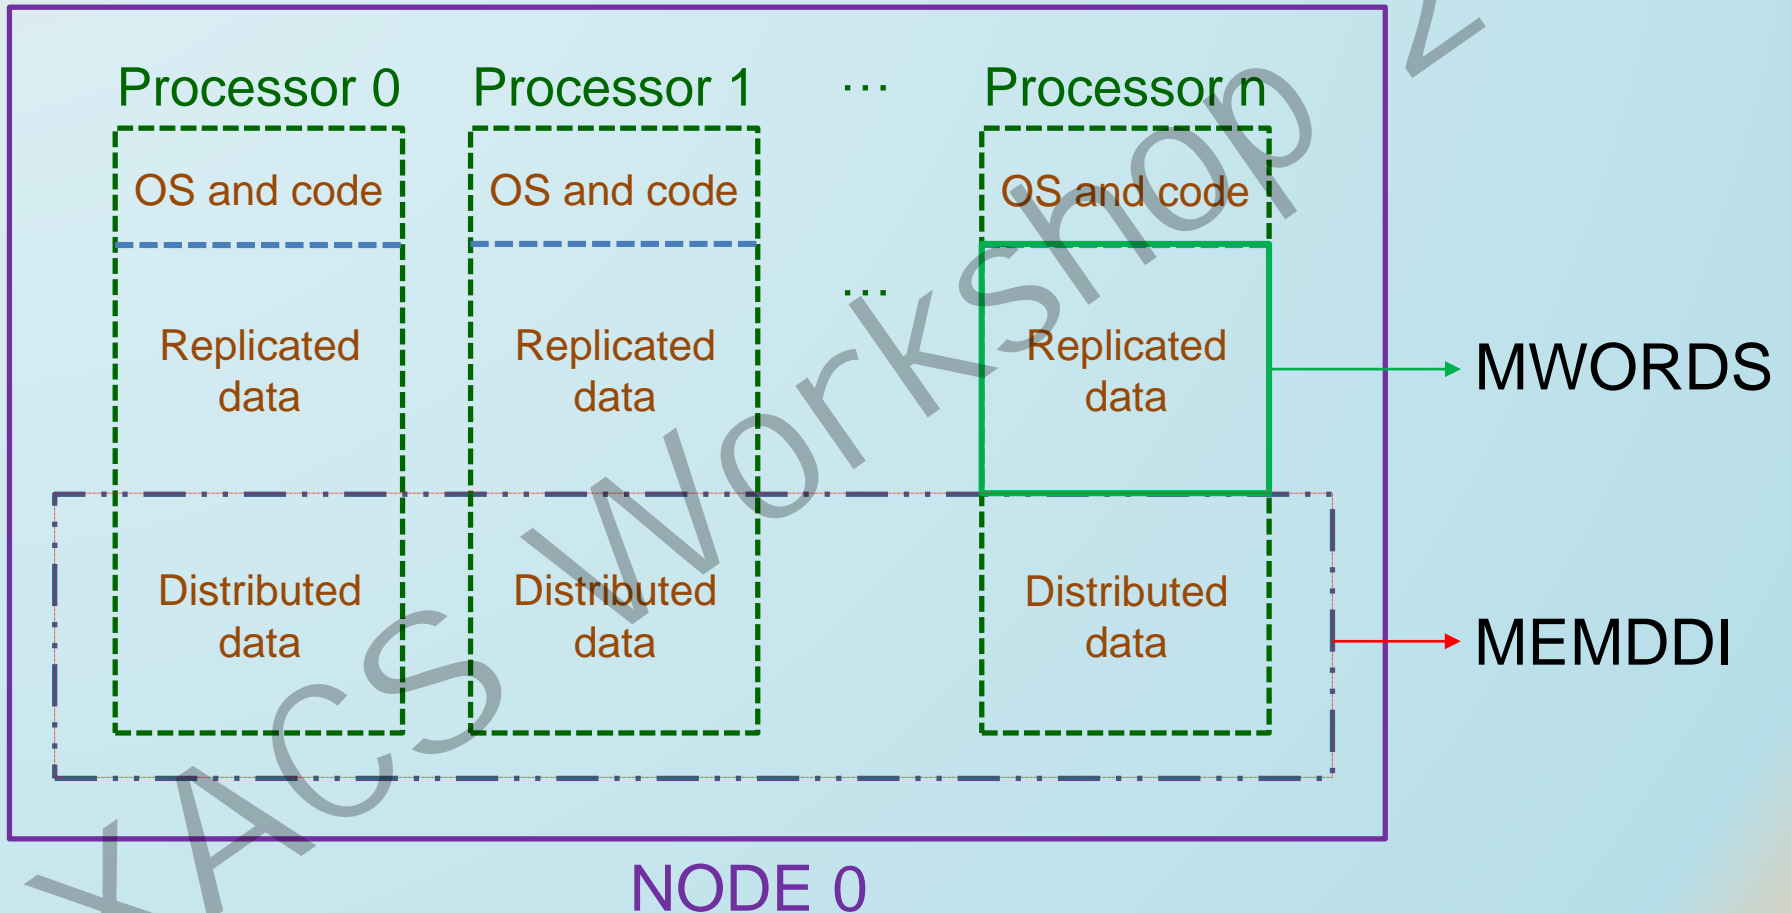 Processor 0 Processor 1 ... Processor n
OS and code OS and code OS and code
...
Replicated data Replicated data Replicated data
MWORDS
Distributed data Distributed data Distributed data
MEMDDI
NODE 0
XACS Workshop 2